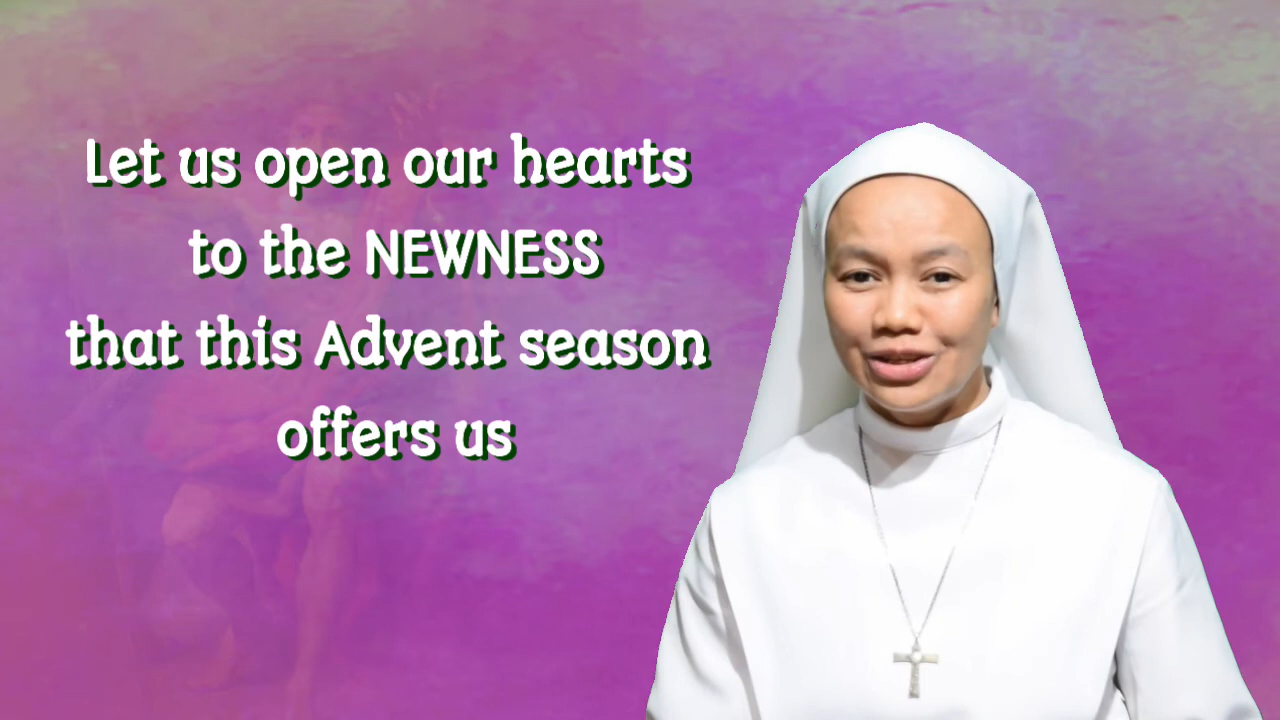 Let us open our hearts
to the NEWNESS
that this Advent season
offers us